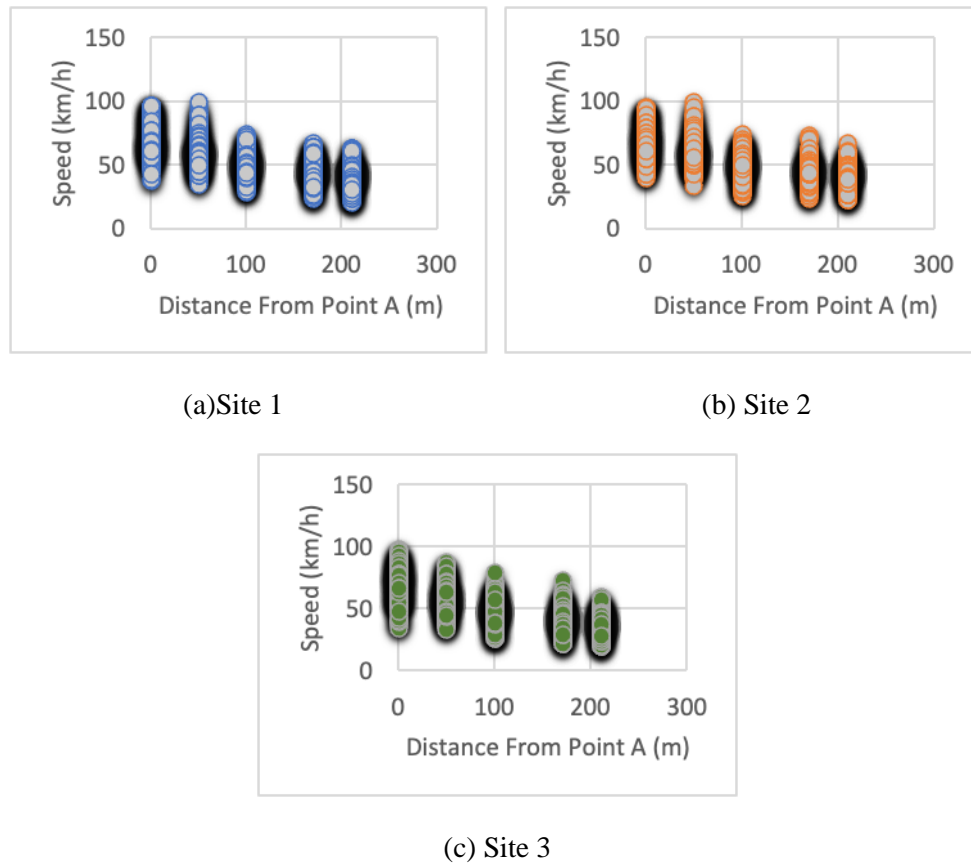 150
100
50
0
Speed (km/h)
0 100 200 300
Distance From Point A (m)
(a)Site 1
150
100
50
0
Speed (km/h)
0 100 200 300
Distance From Point A (m)
(b) Site 2
150
100
50
0
Speed (km/h)
0 100 200 300
Distance From Point A (m)
(c) Site 3